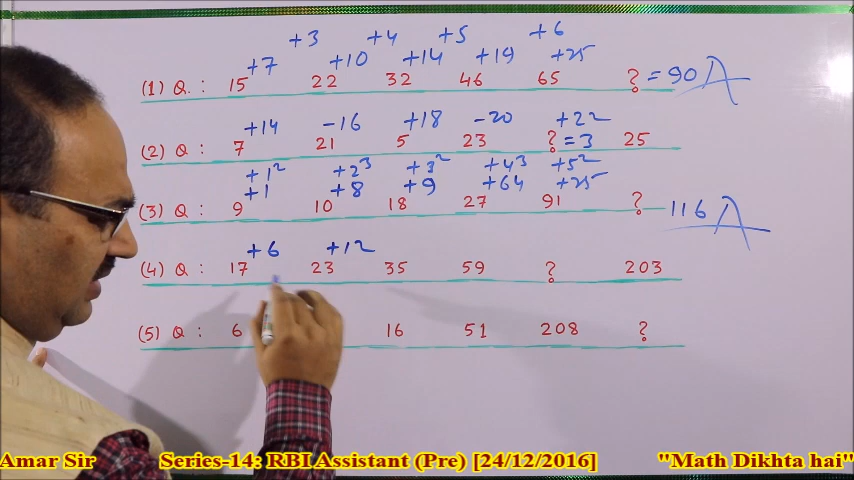 +3 +4 +5 +6
+7 +10 +14 +19 +25
(1) Q. : 15 22 32 46 65 ? = 90 A
+14 -16 +18 -20 +22
(2) Q : 7 21 5 23 ? = 3 25
+1² +2³ +3² +4³ +5²
+1 +8 +9 +64 +25
(3) Q : 9 10 18 27 91 ? 116 A
+6 +12
(4) Q : 17 23 35 59 ? 203
(5) Q : 6 16 51 208 ?
Amar Sir Series-14: RBI Assistant (Pre) [24/12/2016] "Math Dikhta hai"